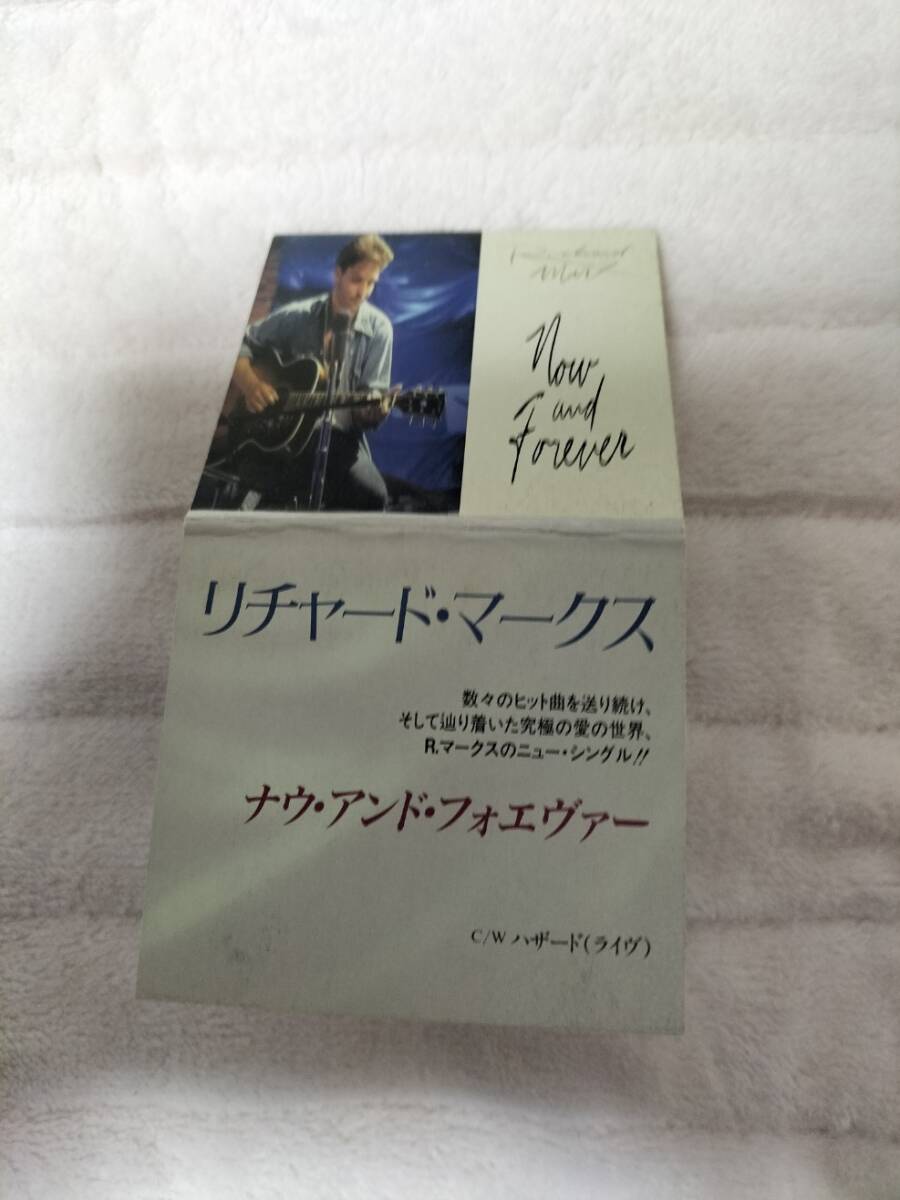 Richard
Marx
Now
and
Forever
リチャード・マークス
数々のヒット曲を送り続け、
そして辿り着いた究極の愛の世界、
R.マークスのニュー・シングル!!
ナウ・アンド・フォエヴァー
C/W ハザード(ライヴ)